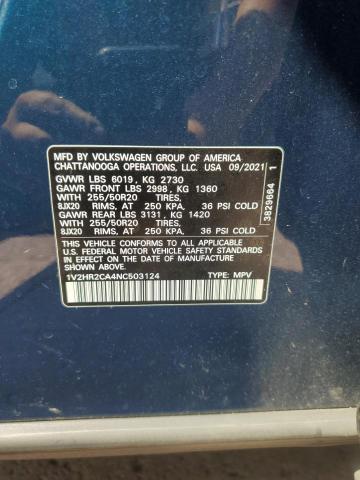 MFD. BY VOLKSWAGEN GROUP OF AMERICA
CHATTANOOGA OPERATIONS, LLC. USA 09/2021
GVWR LBS 6019, KG 2730
GAWR FRONT LBS 2998, KG 1360
WITH 255/50R20 TIRES,
8JX20 RIMS, AT 250 KPA, 36 PSI COLD
GAWR REAR LBS 3131, KG 1420
WITH 255/50R20 TIRES,
8JX20 RIMS, AT 250 KPA, 36 PSI COLD
THIS VEHICLE CONFORMS TO ALL APPLICABLE
U.S. FEDERAL MOTOR VEHICLE SAFETY STANDARDS
IN EFFECT ON THE DATE OF MANUFACTURE
SHOWN ABOVE.
1V2HR2CA4NC503124 TYPE: MPV
3829664 1